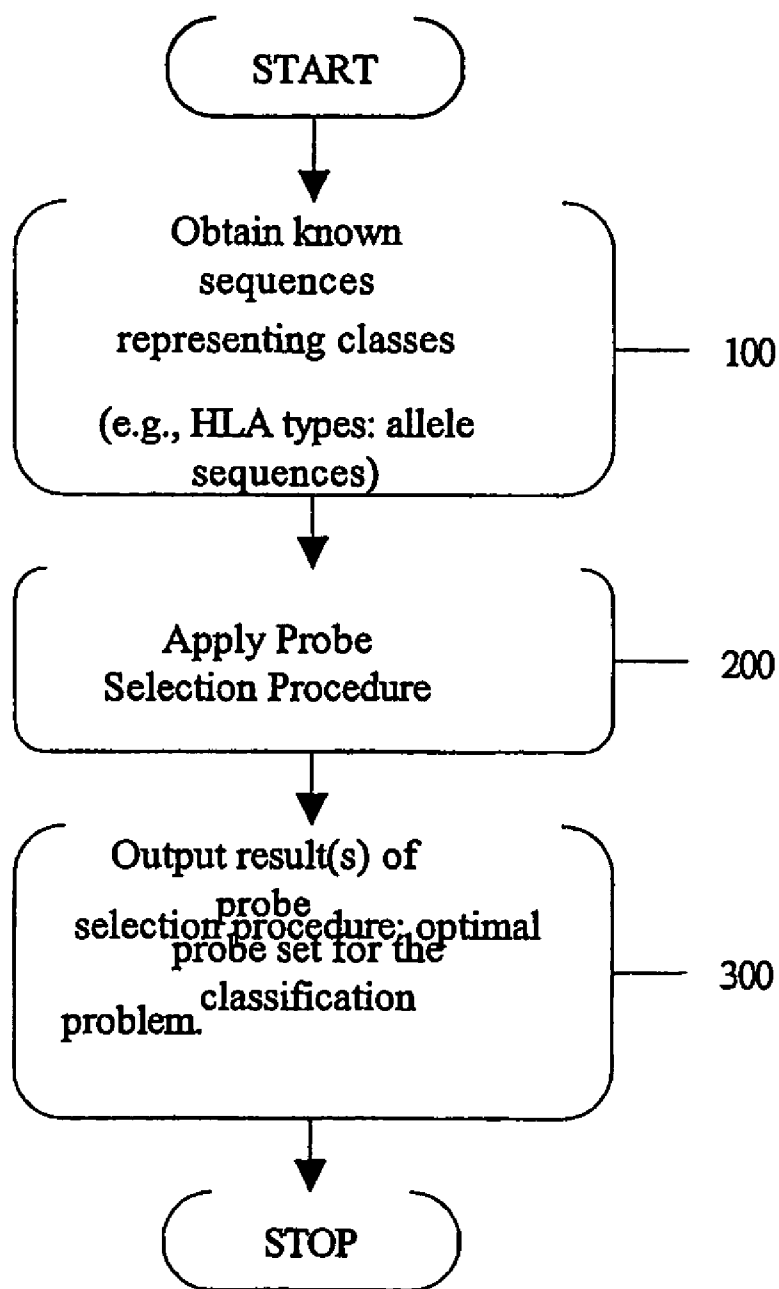 START
Obtain known
sequences
representing classes
(e.g., HLA types: allele
sequences)
100
Apply Probe
Selection Procedure
200
Output result(s) of
probe
selection procedure: optimal
probe set for the
classification
problem.
300
STOP